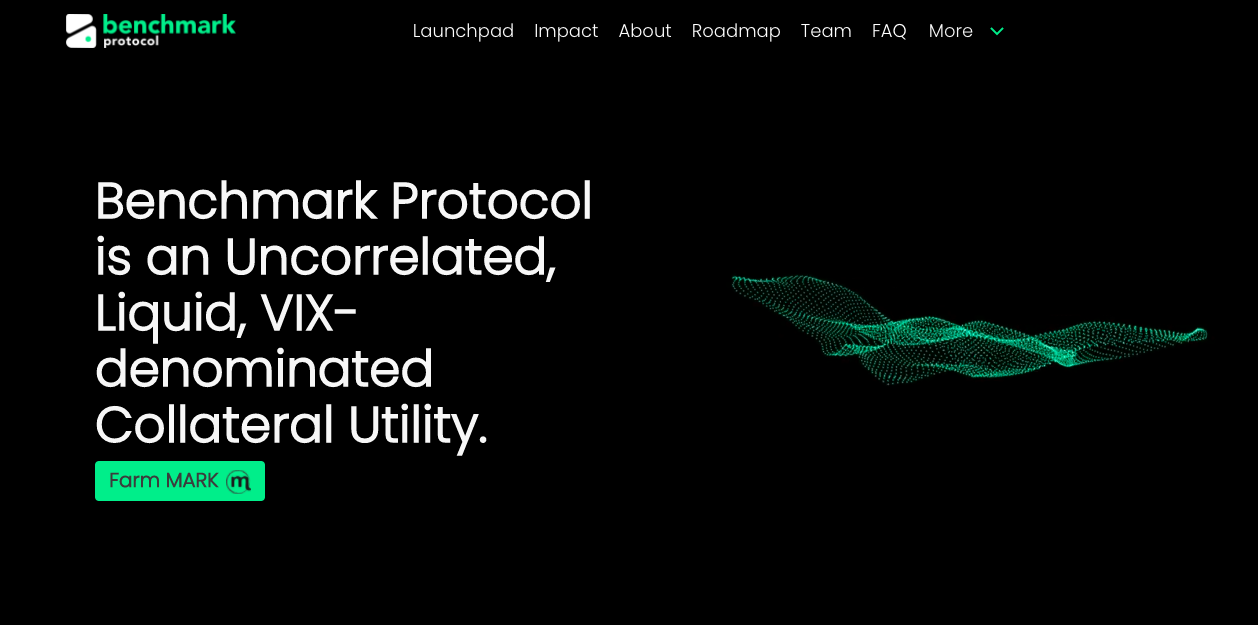 benchmark
protocol
Launchpad Impact About Roadmap Team FAQ More
Benchmark Protocol
is an Uncorrelated,
Liquid, VIX-
denominated
Collateral Utility.
Farm MARK m